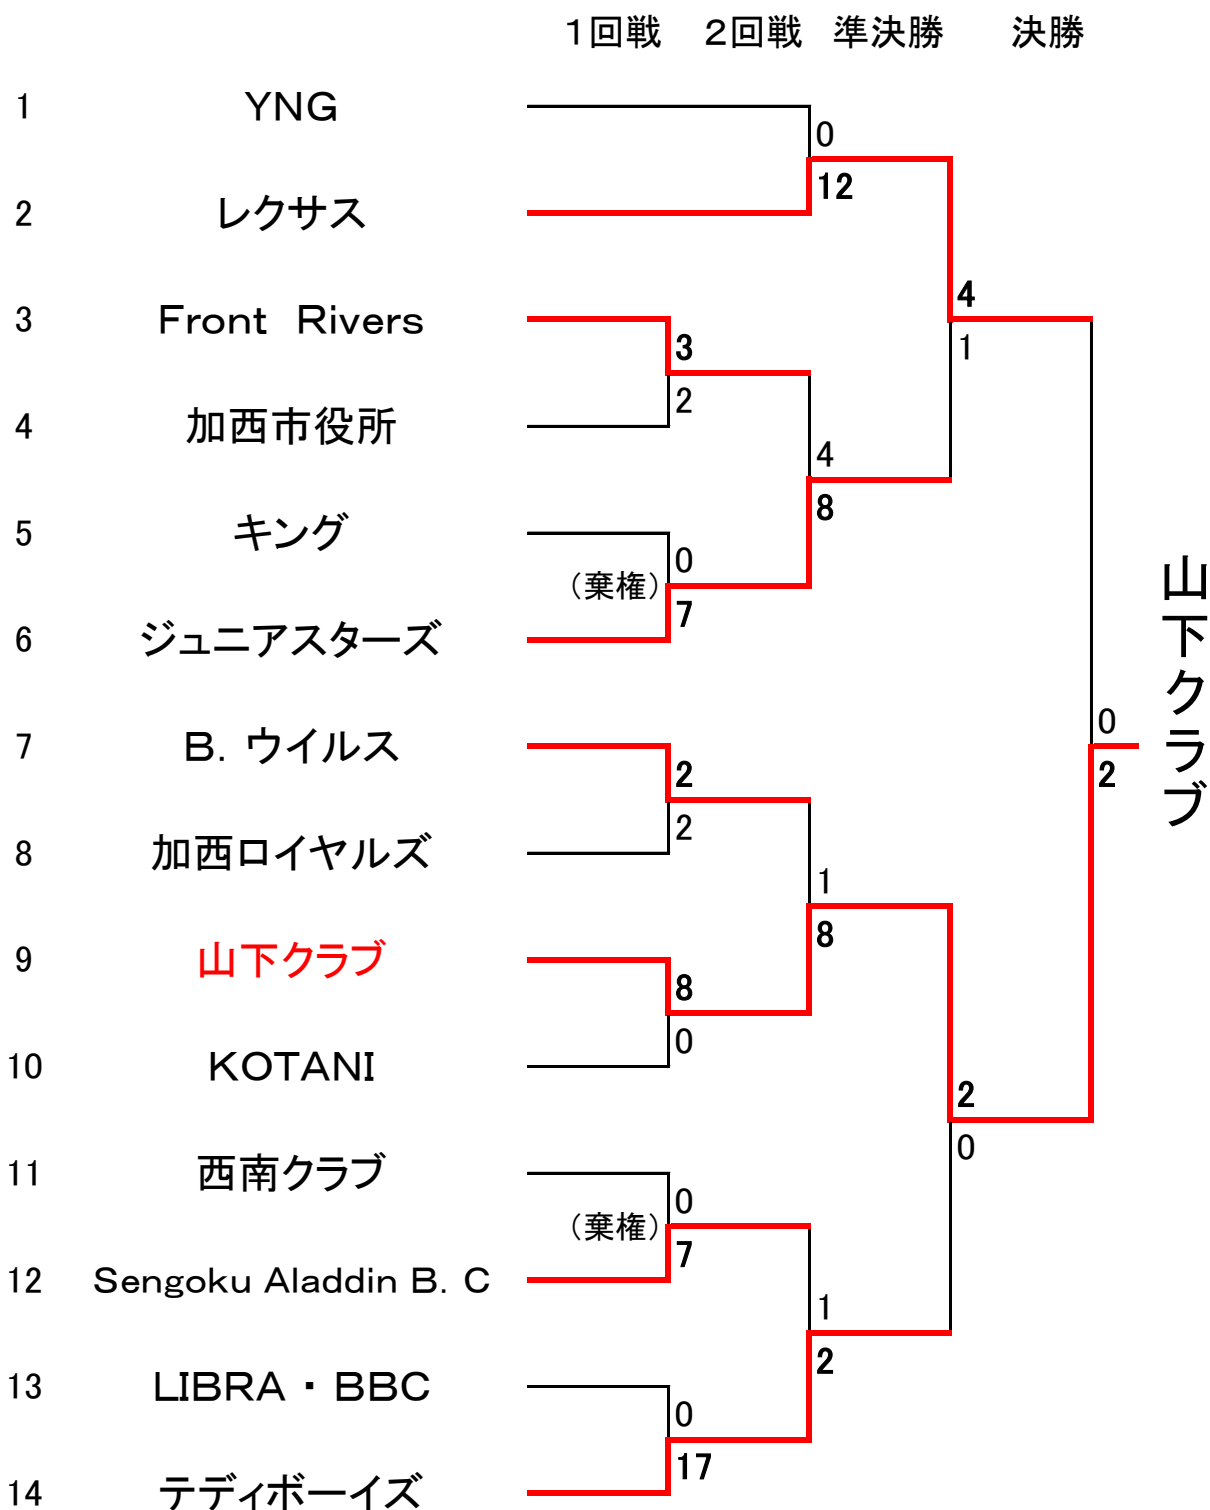 １回戦 ２回戦 準決勝 決勝
1 YNG
0
12
2 レクサス
4
1
3 Front Rivers
3
2
4 加西市役所
4
8
5 キング
0
(棄権)
7
6 ジュニアスターズ
7 B．ウイルス
2
2
8 加西ロイヤルズ
0
2
山下クラブ
1
8
9 山下クラブ
8
0
10 KOTANI
2
0
11 西南クラブ
0
(棄権)
7
12 Sengoku Aladdin B．C
1
2
13 LIBRA・BBC
0
17
14 テディボーイズ